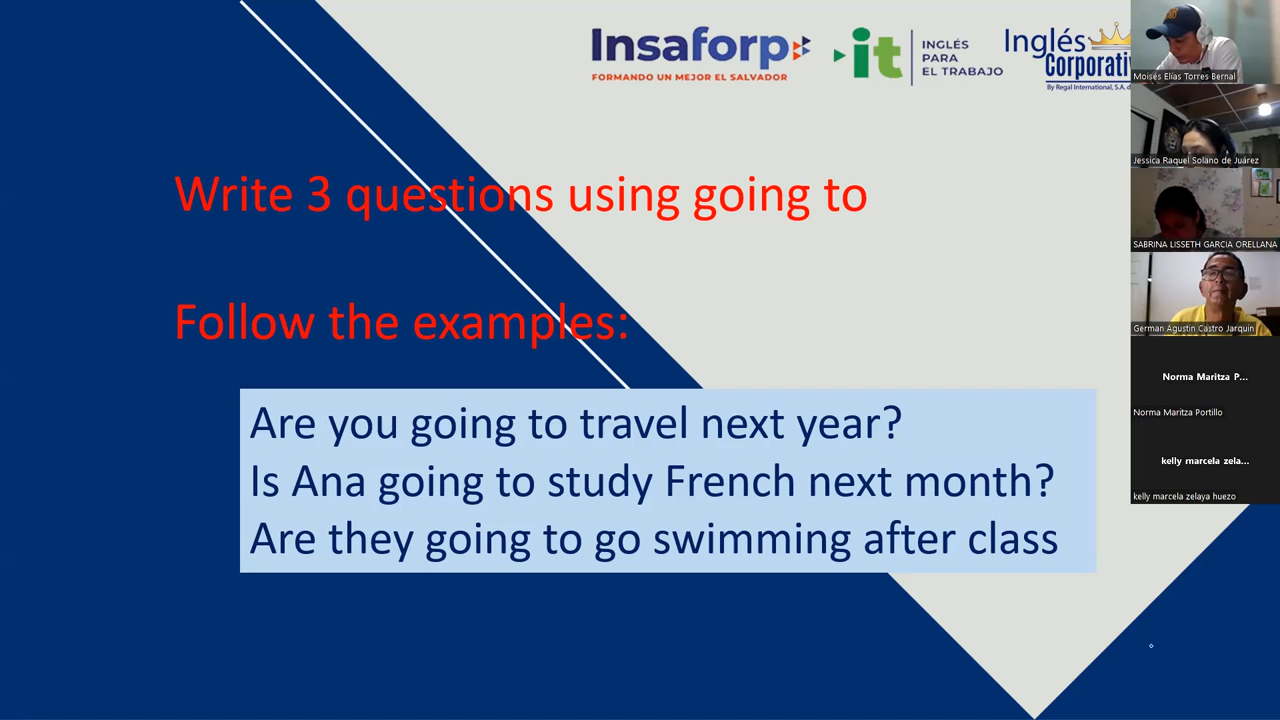 Insaforp
FORMANDO UN MEJOR EL SALVADOR
it
INGLÉS
PARA
EL TRABAJO
Inglés
Corporativ
By Regal International, S.A. d
Write 3 questions using going to
Follow the examples:
Are you going to travel next year?
Is Ana going to study French next month?
Are they going to go swimming after class
Moisés Elías Torres Bernal
Jessica Raquel Solano de Juárez
SABRINA LISSETH GARCIA ORELLANA
German Agustin Castro Jarquin
Norma Maritza P...
Norma Maritza Portillo
kelly marcela zela...
kelly marcela zelaya huezo